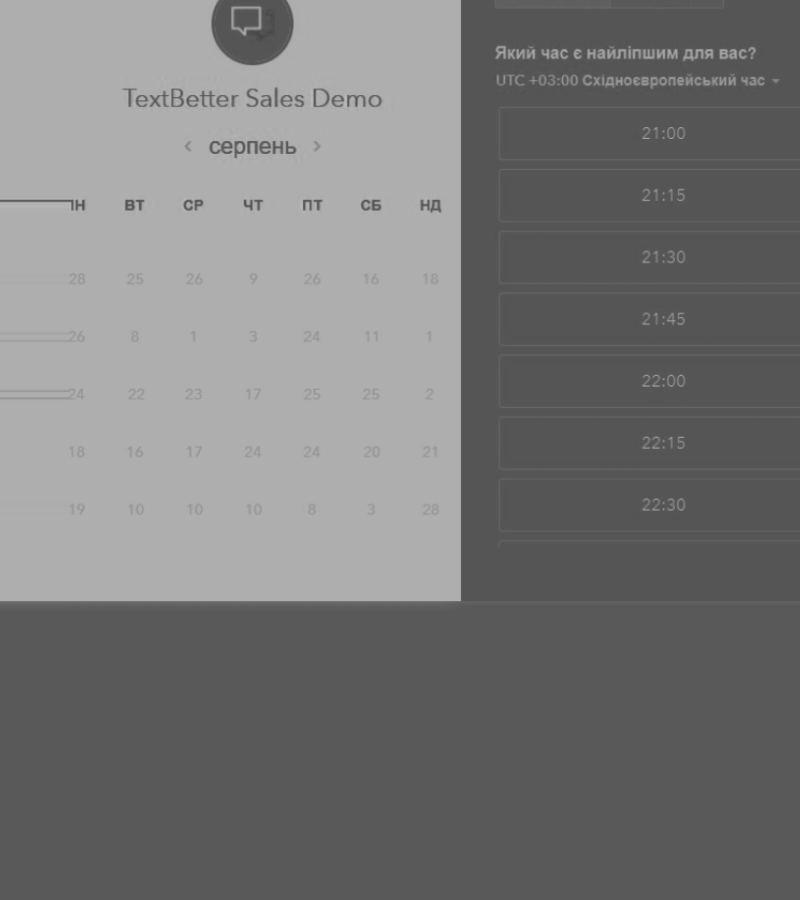 TextBetter Sales Demo
серпень
ПН ВТ СР ЧТ ПТ СБ НД
28 25 26 9 26 16 18
26 8 1 3 24 11 1
24 22 23 17 25 25 2
18 16 17 24 24 20 21
19 10 10 10 8 3 28
Який час є найліпшим для вас?
UTC +03:00 Східноєвропейський час
21:00
21:15
21:30
21:45
22:00
22:15
22:30